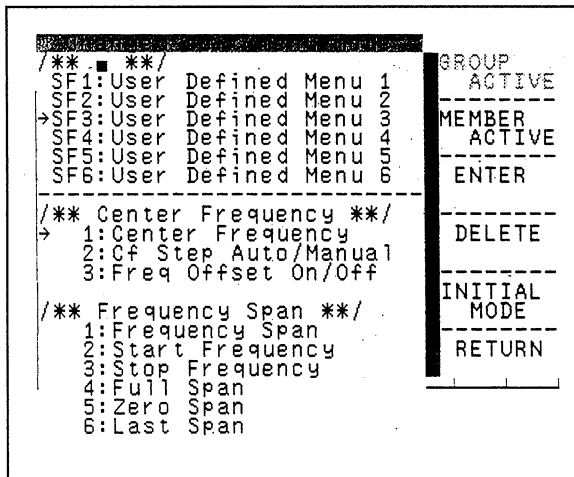 /** ■ **/
SF1:User Defined Menu 1
SF2:User Defined Menu 2
→SF3:User Defined Menu 3
SF4:User Defined Menu 4
SF5:User Defined Menu 5
SF6:User Defined Menu 6
/** Center Frequency **/
→ 1:Center Frequency
2:Cf Step Auto/Manual
3:Freq Offset On/Off
/** Frequency Span **/
1:Frequency Span
2:Start Frequency
3:Stop Frequency
4:Full Span
5:Zero Span
6:Last Span
GROUP
ACTIVE
MEMBER
ACTIVE
ENTER
DELETE
INITIAL
MODE
RETURN